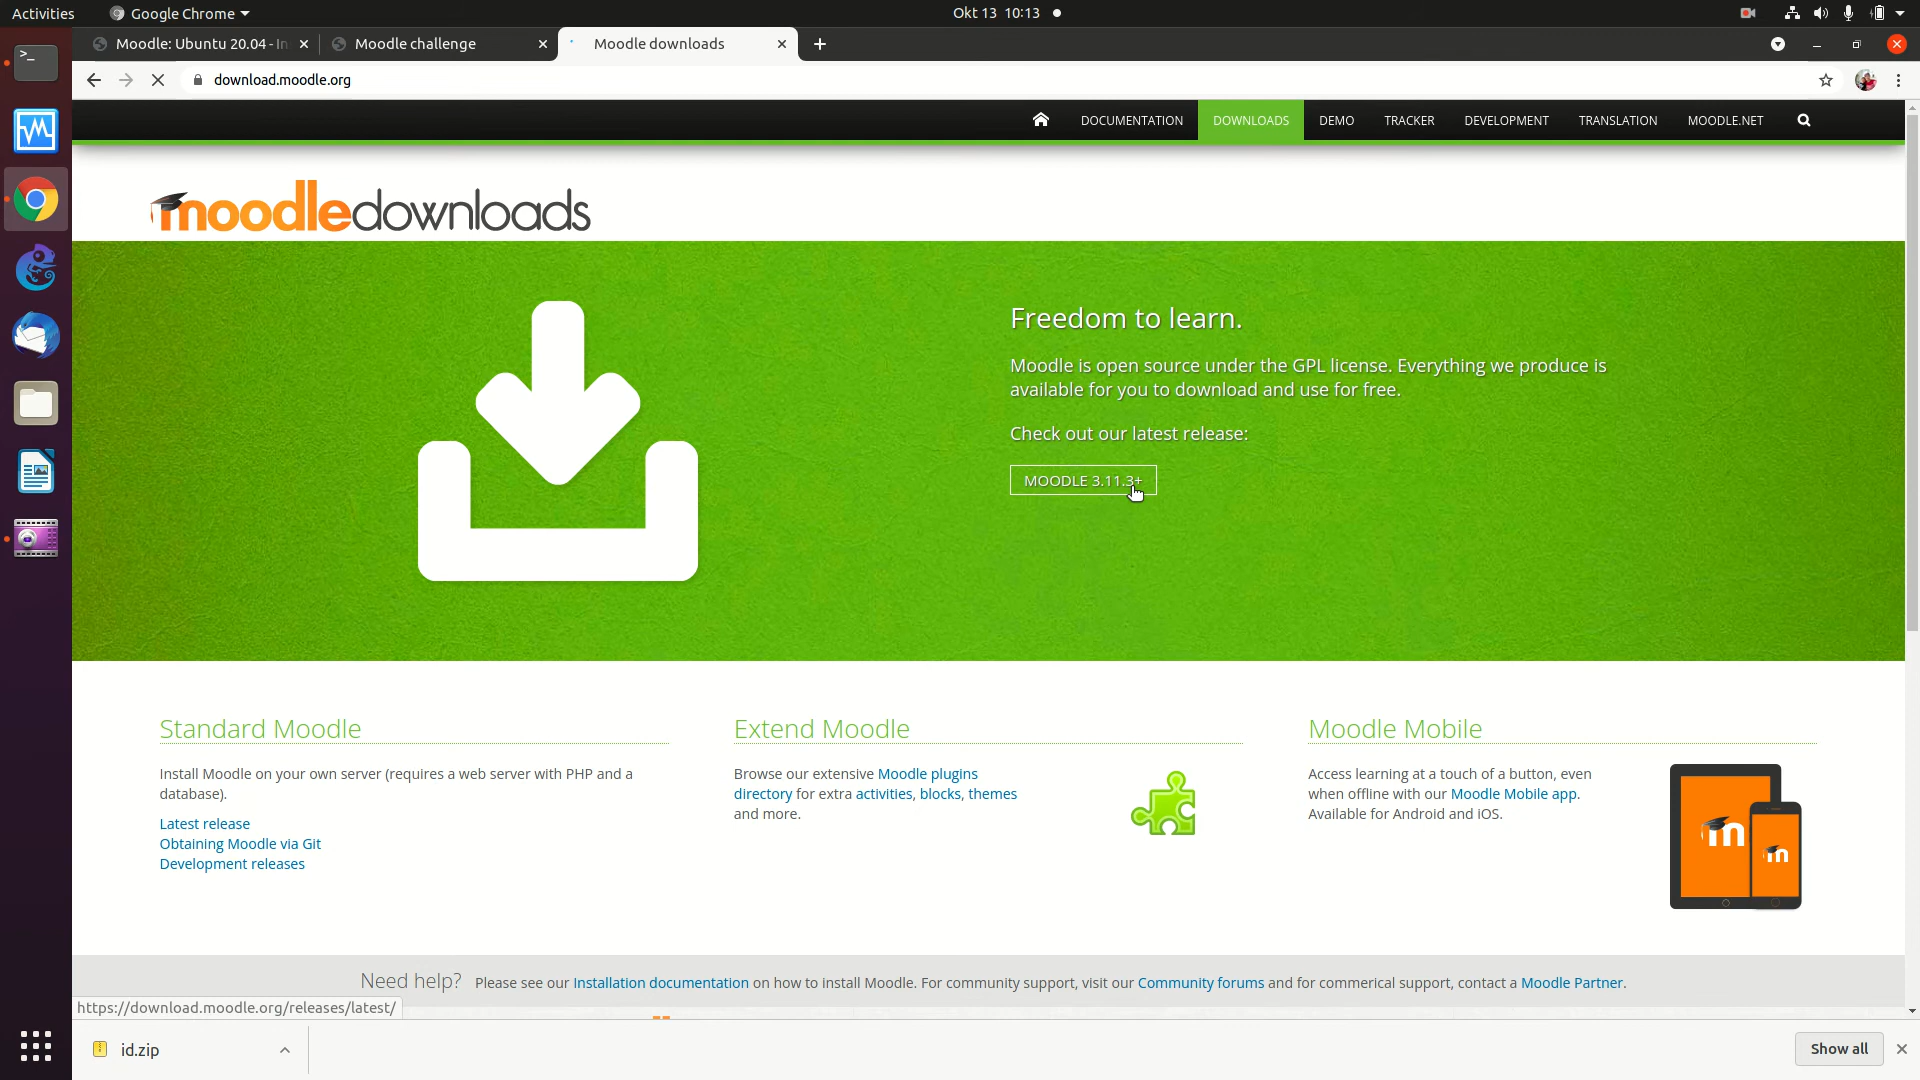 Activities
Google Chrome
Okt 13 10:13
Moodle: Ubuntu 20.04 - In
Moodle challenge
Moodle downloads
download.moodle.org
DOCUMENTATION
DOWNLOADS
DEMO
TRACKER
DEVELOPMENT
TRANSLATION
MOODLE.NET
moodledownloads
Freedom to learn.
Moodle is open source under the GPL license. Everything we produce is
available for you to download and use for free.
Check out our latest release:
MOODLE 3.11.3+
Standard Moodle
Install Moodle on your own server (requires a web server with PHP and a
database).
Latest release
Obtaining Moodle via Git
Development releases
Extend Moodle
Browse our extensive Moodle plugins
directory for extra activities, blocks, themes
and more.
Moodle Mobile
Access learning at a touch of a button, even
when offline with our Moodle Mobile app.
Available for Android and iOS.
m
m
Need help? Please see our Installation documentation on how to install Moodle. For community support, visit our Community forums and for commerical support, contact a Moodle Partner.
https://download.moodle.org/releases/latest/
id.zip
Show all